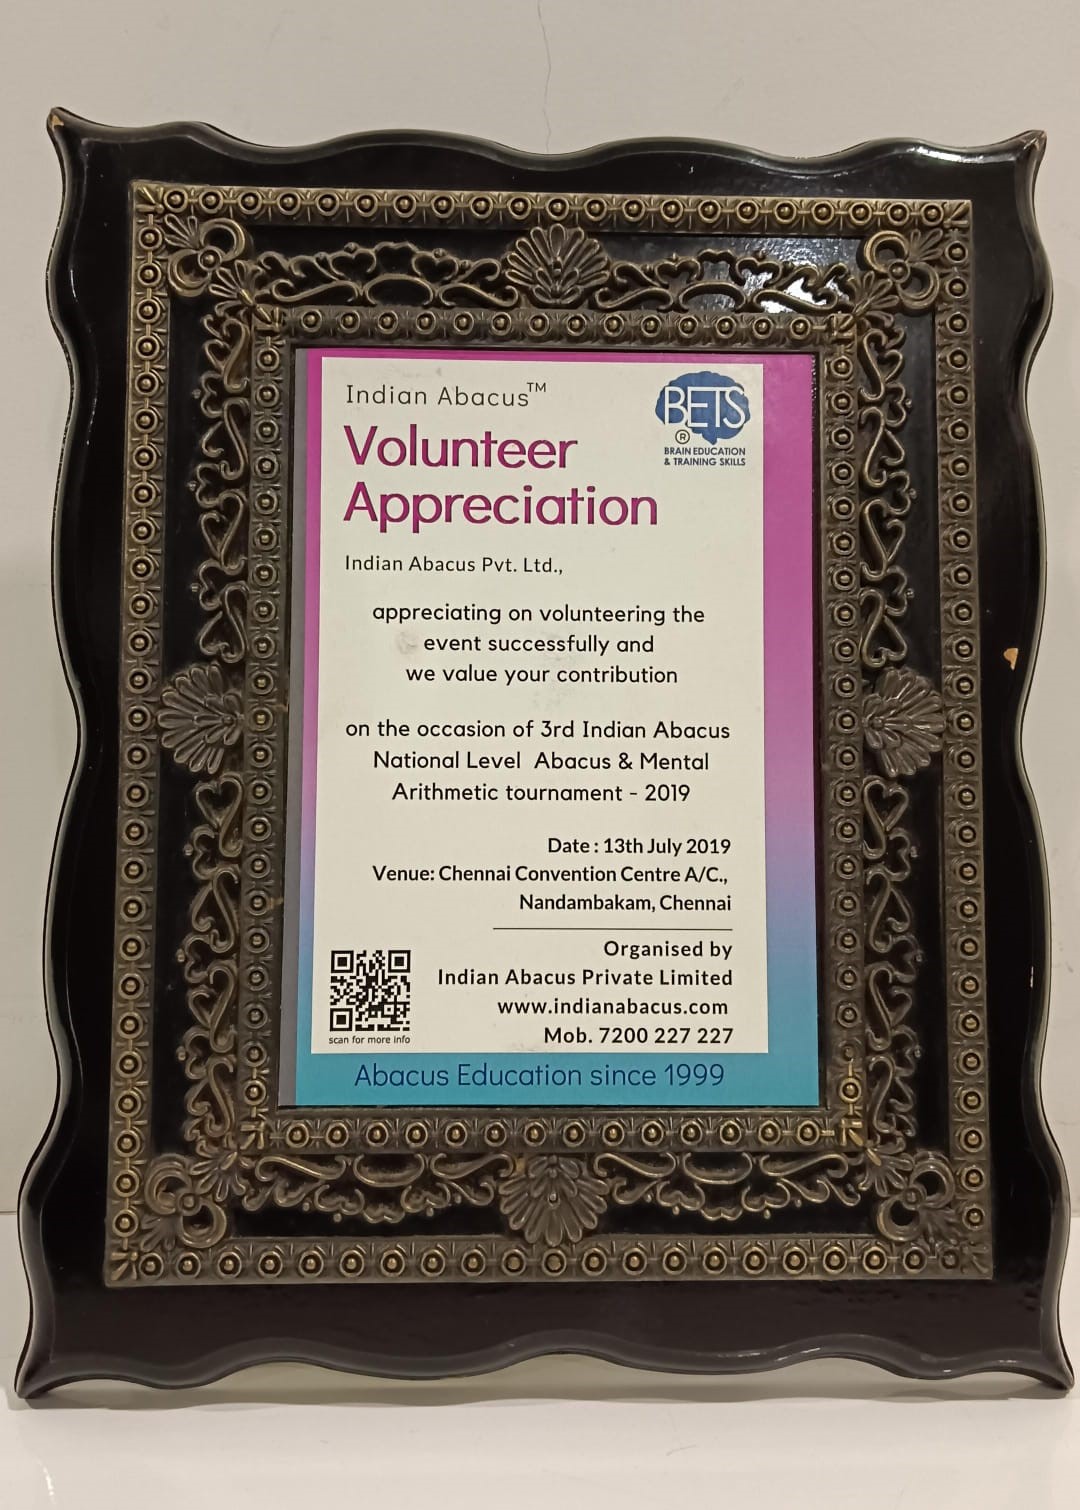 Indian Abacus™
BETS
®
BRAIN EDUCATION
& TRAINING SKILLS
Volunteer
Appreciation
Indian Abacus Pvt. Ltd.,
appreciating on volunteering the
event successfully and
we value your contribution
on the occasion of 3rd Indian Abacus
National Level Abacus & Mental
Arithmetic tournament - 2019
Date : 13th July 2019
Venue: Chennai Convention Centre A/C.,
Nandambakam, Chennai
Organised by
Indian Abacus Private Limited
www.indianabacus.com
Mob. 7200 227 227
scan for more info
Abacus Education since 1999